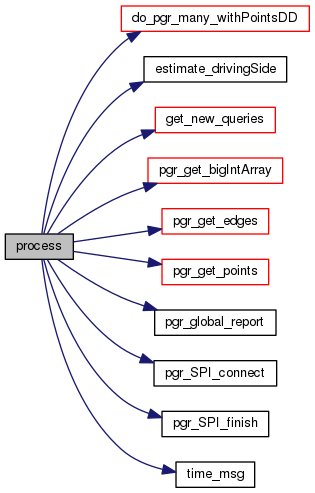 do_pgr_many_withPointsDD
estimate_drivingSide
get_new_queries
pgr_get_bigIntArray
pgr_get_edges
process
pgr_get_points
pgr_global_report
pgr_SPI_connect
pgr_SPI_finish
time_msg